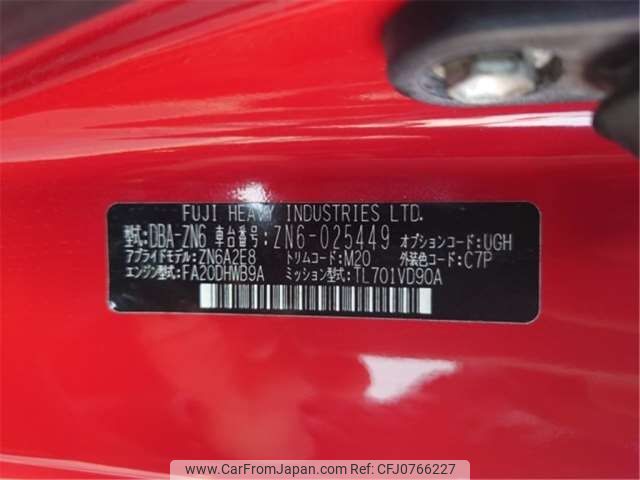 FUJI HEAVY INDUSTRIES LTD.
型式:DBA-ZN6 車台番号:ZN6-025449 オプションコード:UGH
アプライドモデル:ZN6A2E8 トリムコード:M20 外装色コード:C7P
エンジン型式:FA20DHWB9A ミッション型式:TL701VD90A
www.CarFromJapan.com - ID: CFJ0766227